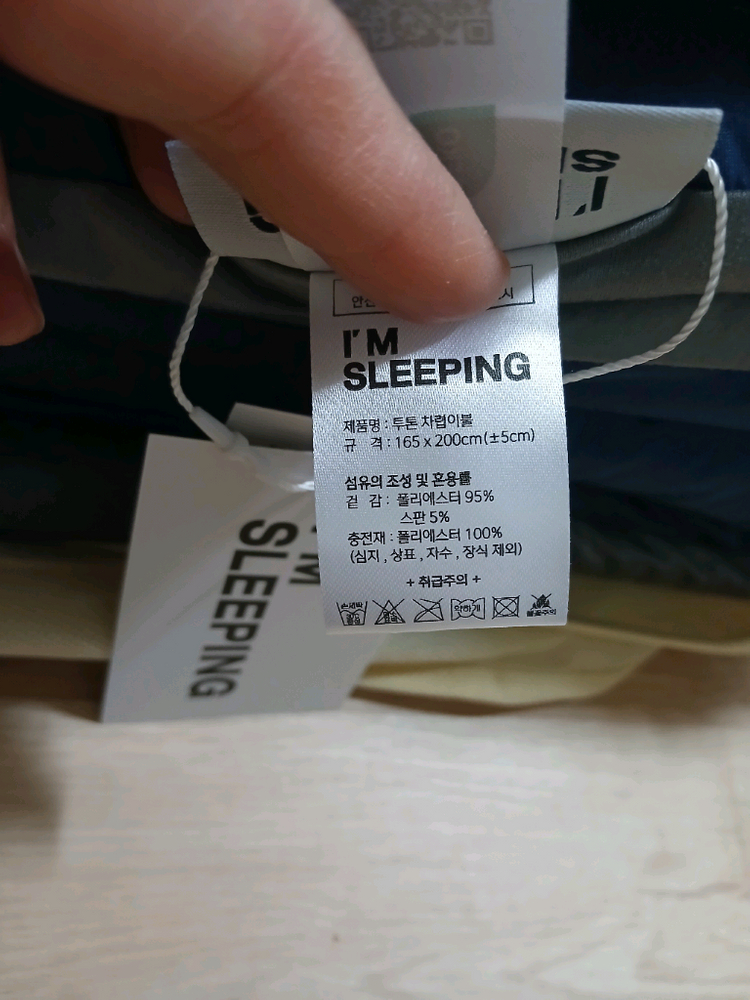 I'M
SLEEPING
제품명 : 투톤 차렵이불
규 격 : 165 x 200cm(±5cm)
섬유의 조성 및 혼용률
겉 감 : 폴리에스터 95%
스판 5%
충전재 : 폴리에스터 100%
(심지 , 상표 , 자수 , 장식 제외)
+ 취급주의 +
손세탁
약하게
SLEEPING